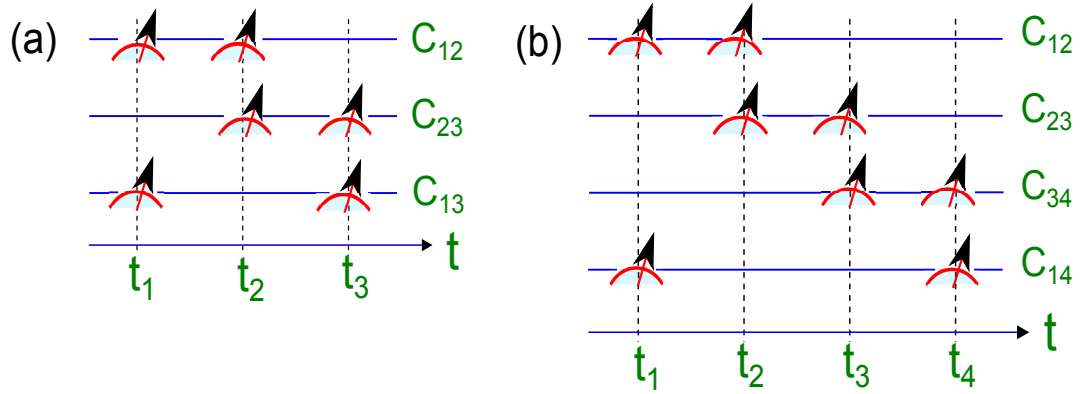 (a)
C₁₂
C₂₃
C₁₃
t
t₁ t₂ t₃
(b)
C₁₂
C₂₃
C₃₄
C₁₄
t
t₁ t₂ t₃ t₄